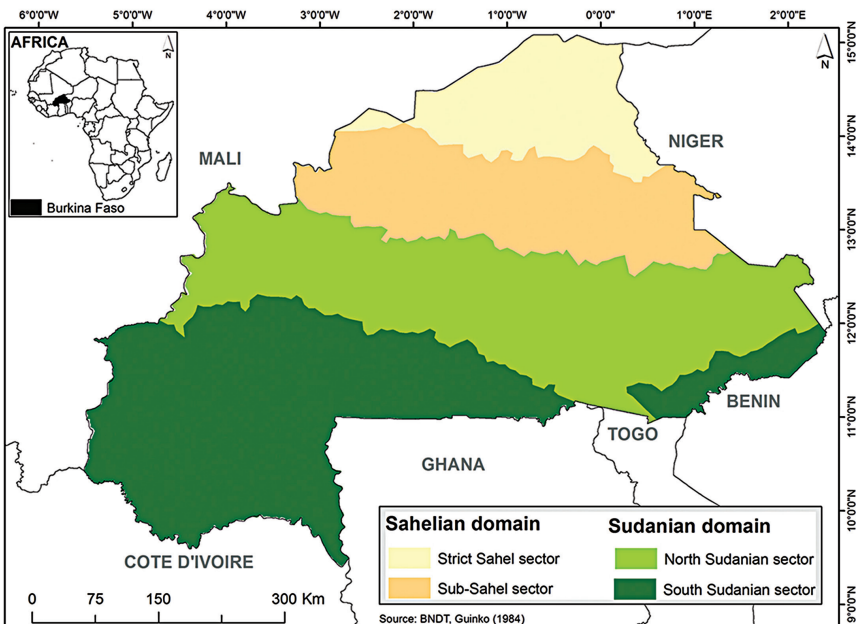 6°0'0"W 5°0'0"W 4°0'0"W 3°0'0"W 2°0'0"W 1°0'0"W 0°0'0" 1°0'0"E 2°0'0"E
AFRICA
N
Burkina Faso
N
15°0'0"N
14°0'0"N
13°0'0"N
12°0'0"N
11°0'0"N
10°0'0"N
9°0'0"N
MALI
NIGER
BENIN
TOGO
GHANA
COTE D'IVOIRE
Sahelian domain
Strict Sahel sector
Sub-Sahel sector
Sudanian domain
North Sudanian sector
South Sudanian sector
0 75 150 300 Km
Source: BNDT, Guinko (1984)